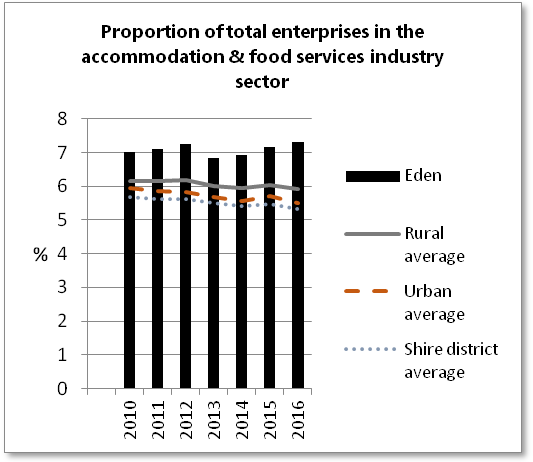 Proportion of total enterprises in the
accommodation & food services industry
sector
8
7
6
5
%
4
3
2
1
0
2010
2011
2012
2013
2014
2015
2016
Eden
Rural
average
Urban
average
Shire district
average